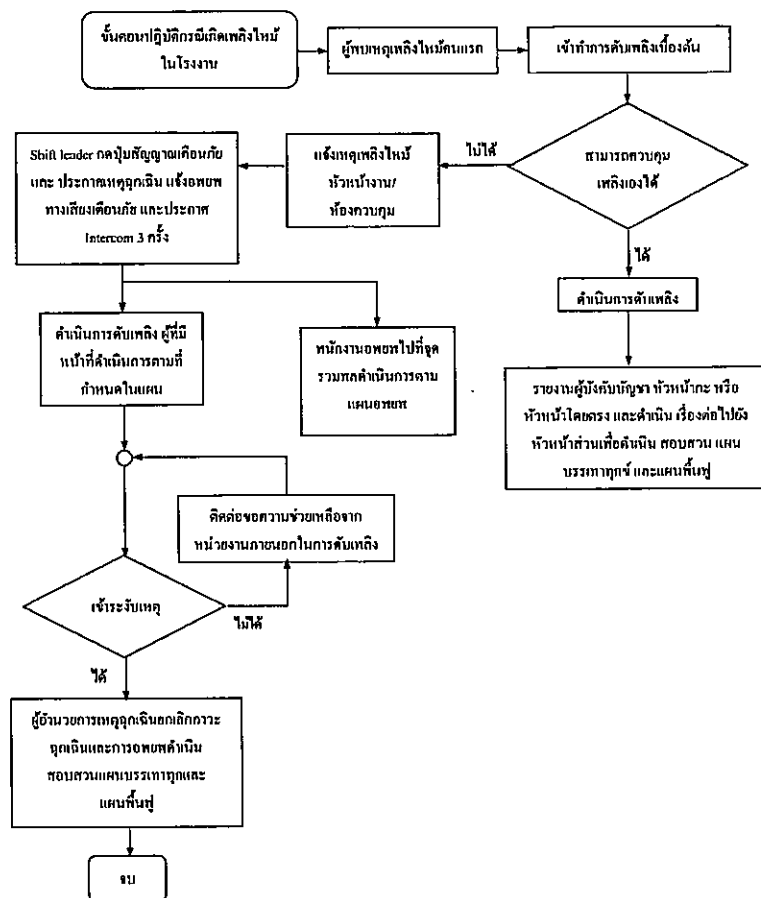 ขั้นตอนปฏิบัติกรณีเกิดเพลิงไหม้
ในโรงงาน
ผู้พบเหตุเพลิงไหม้คนแรก
เข้าทำการดับเพลิงเบื้องต้น
สามารถควบคุม
เพลิงเองได้
ไม่ได้
แจ้งเหตุเพลิงไหม้
หัวหน้างาน/
ห้องควบคุม
Shift leader กดปุ่มสัญญาณเตือนภัย
และ ประกาศเหตุฉุกเฉิน แจ้งอพยพ
ทางเสียงเตือนภัย และประกาศ
Intercom 3 ครั้ง
ได้
ดำเนินการดับเพลิง
รายงานผู้บังคับบัญชา หัวหน้ากะ หรือ
หัวหน้าโดยตรง และดำเนิน เรื่องต่อไปยัง
หัวหน้าส่วนเพื่อดำเนิน สอบสวน แผน
บรรเทาทุกข์ และแผนฟื้นฟู
ดำเนินการดับเพลิง ผู้ที่มี
หน้าที่ดำเนินการตามที่
กำหนดในแผน
พนักงานอพยพไปที่จุด
รวมพลดำเนินการตาม
แผนอพยพ
ติดต่อขอความช่วยเหลือจาก
หน่วยงานภายนอกในการดับเพลิง
เข้าระงับเหตุ
ไม่ได้
ได้
ผู้อำนวยการเหตุฉุกเฉินยกเลิกภาวะ
ฉุกเฉินและการอพยพดำเนิน
สอบสวนแผนบรรเทาทุกและ
แผนฟื้นฟู
จบ